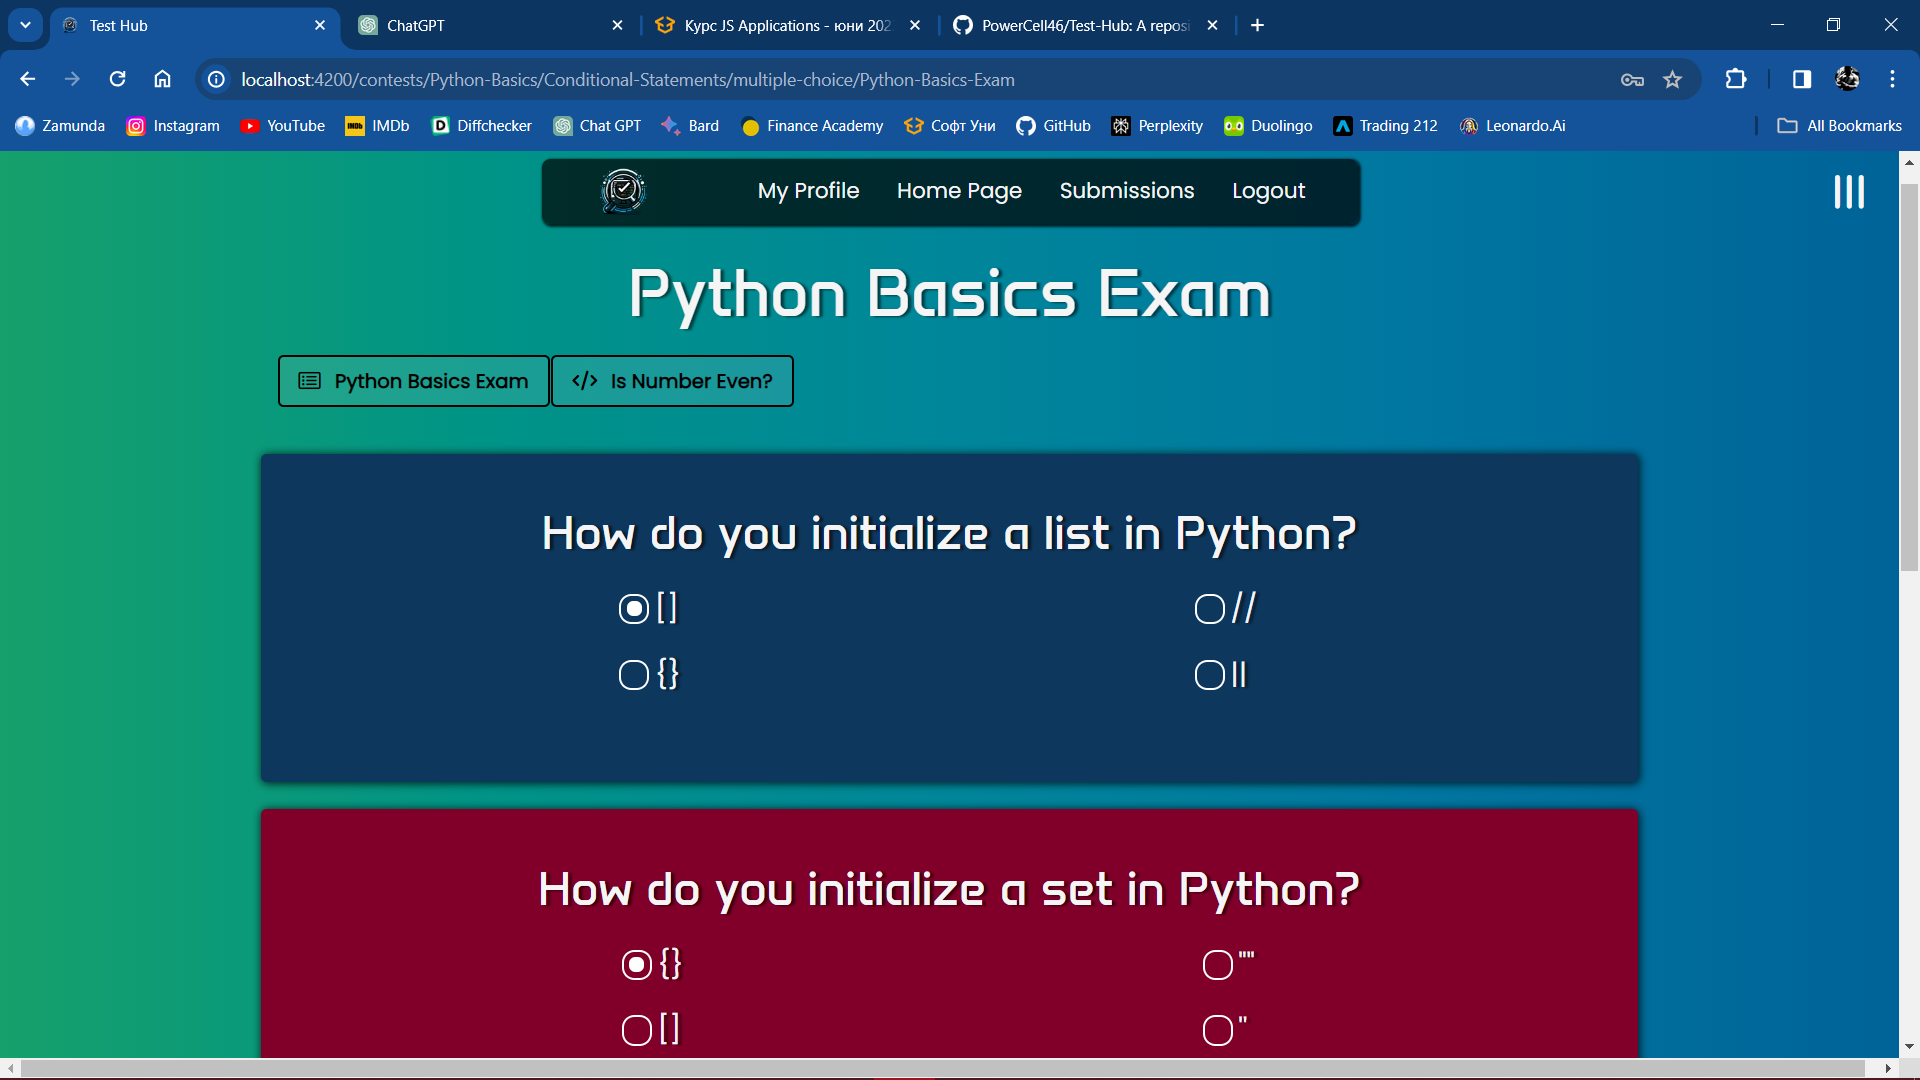 Test Hub
ChatGPT
Курс JS Applications - юни 202
PowerCell46/Test-Hub: A reposi
localhost:4200/contests/Python-Basics/Conditional-Statements/multiple-choice/Python-Basics-Exam
Zamunda
Instagram
YouTube
IMDb
IMDb
Diffchecker
Chat GPT
Bard
Finance Academy
Софт Уни
GitHub
Perplexity
Duolingo
Trading 212
Leonardo.Ai
All Bookmarks
My Profile
Home Page
Submissions
Logout
Python Basics Exam
Python Basics Exam
</> Is Number Even?
How do you initialize a list in Python?
[]
//
{}
||
How do you initialize a set in Python?
{}
""
[]
"